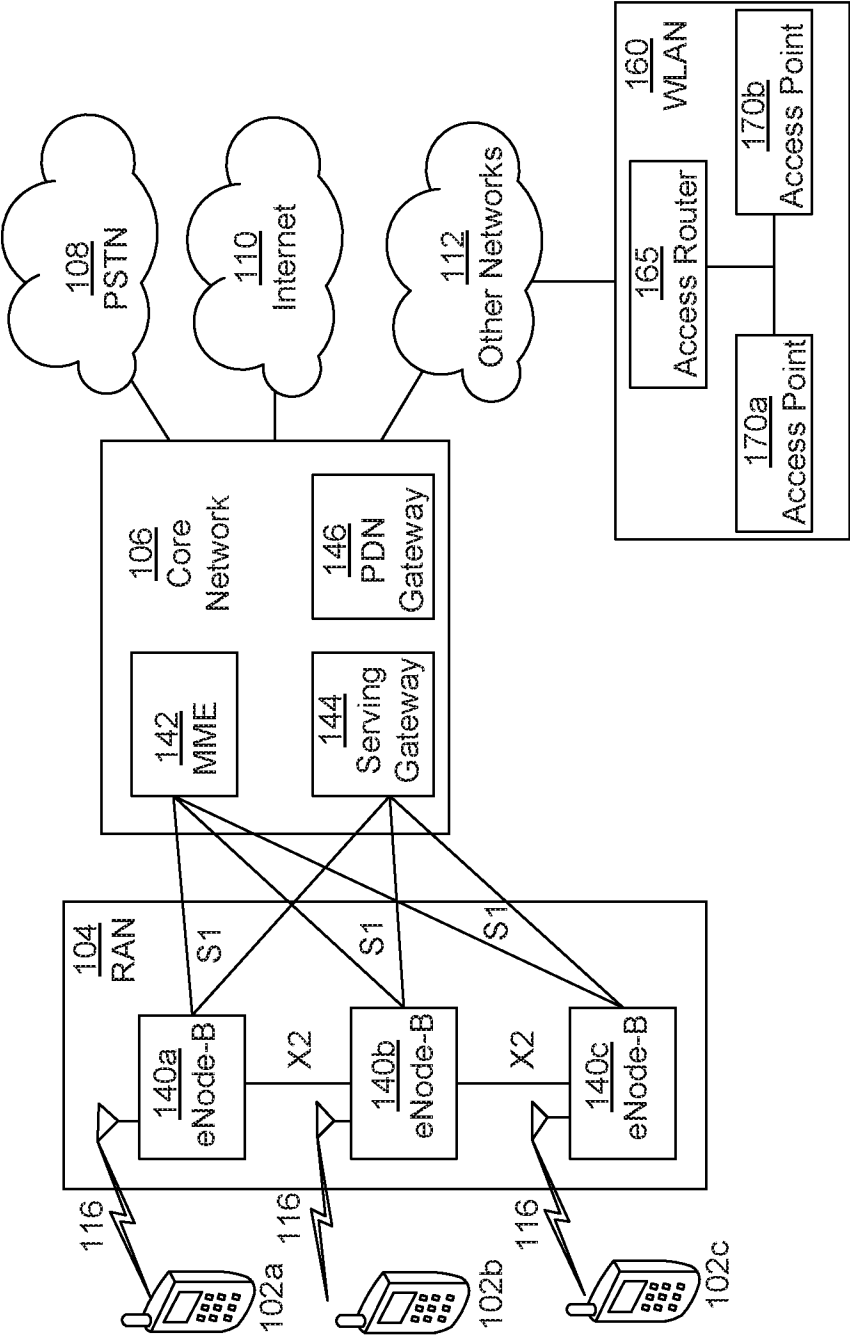 102a
102b
102c
116
116
116
104
RAN
140a
eNode-B
X2
140b
eNode-B
X2
140c
eNode-B
S1
S1
S1
106
Core
Network
142
MME
144
Serving
Gateway
146
PDN
Gateway
108
PSTN
110
Internet
112
Other Networks
160
WLAN
165
Access Router
170a
Access Point
170b
Access Point